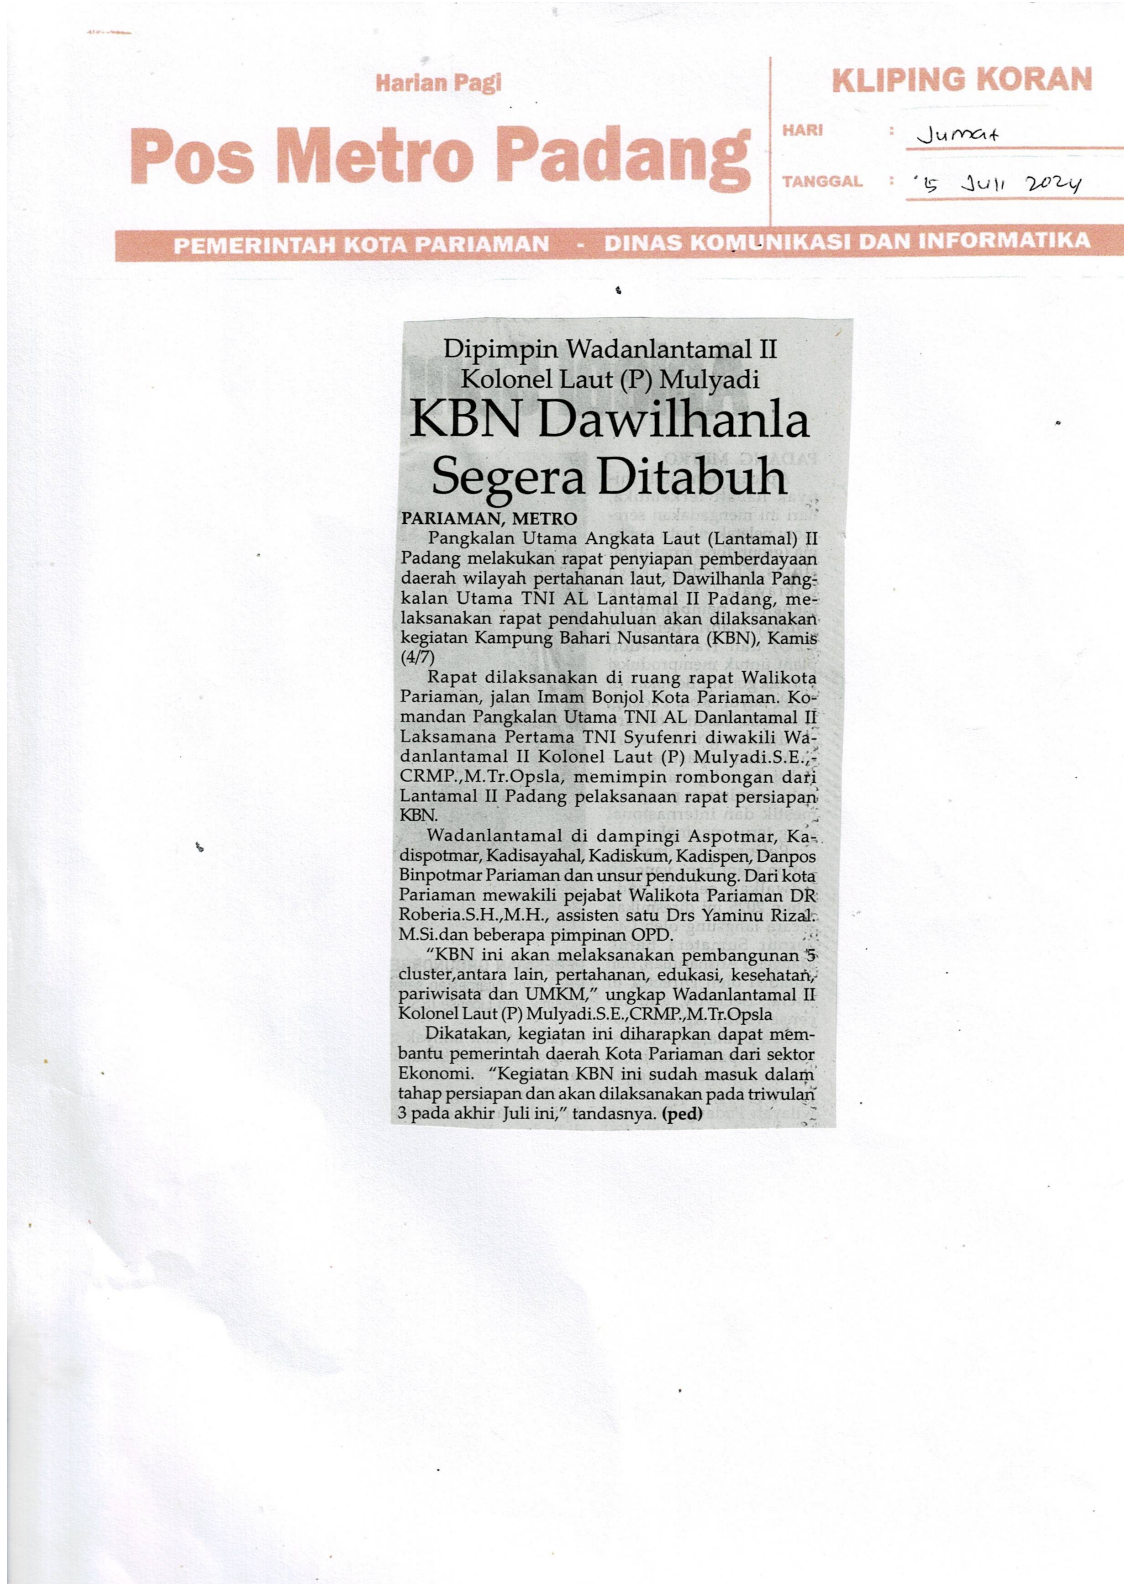 Harian Pagi
Pos Metro Padang
KLIPING KORAN
HARI : Jumat
TANGGAL : 5 Juli 2024
PEMERINTAH KOTA PARIAMAN - DINAS KOMUNIKASI DAN INFORMATIKA
Dipimpin Wadanlantamal II
Kolonel Laut (P) Mulyadi
KBN Dawilhanla
Segera Ditabuh
PARIAMAN, METRO
Pangkalan Utama Angkata Laut (Lantamal) II
Padang melakukan rapat penyiapan pemberdayaan
daerah wilayah pertahanan laut, Dawilhanla Pang-
kalan Utama TNI AL Lantamal II Padang, me-
laksanakan rapat pendahuluan akan dilaksanakan
kegiatan Kampung Bahari Nusantara (KBN), Kamis
(4/7)
Rapat dilaksanakan di ruang rapat Walikota
Pariaman, jalan Imam Bonjol Kota Pariaman. Ko-
mandan Pangkalan Utama TNI AL Danlantamal II
Laksamana Pertama TNI Syufenri diwakili Wa-
danlantamal II Kolonel Laut (P) Mulyadi.S.E.,
CRMP.,M.Tr.Opsla, memimpin rombongan dari
Lantamal II Padang pelaksanaan rapat persiapan
KBN.
Wadanlantamal di dampingi Aspotmar, Ka-
dispotmar, Kadisayahal, Kadiskum, Kadispen, Danpos
Binpotmar Pariaman dan unsur pendukung. Dari kota
Pariaman mewakili pejabat Walikota Pariaman DR
Roberia.S.H.,M.H., assisten satu Drs Yaminu Rizal.
M.Si.dan beberapa pimpinan OPD.
“KBN ini akan melaksanakan pembangunan 5
cluster,antara lain, pertahanan, edukasi, kesehatan,
pariwisata dan UMKM,” ungkap Wadanlantamal II
Kolonel Laut (P) Mulyadi.S.E.,CRMP.,M.Tr.Opsla
Dikatakan, kegiatan ini diharapkan dapat mem-
bantu pemerintah daerah Kota Pariaman dari sektor
Ekonomi. “Kegiatan KBN ini sudah masuk dalam
tahap persiapan dan akan dilaksanakan pada triwulan
3 pada akhir Juli ini,” tandasnya. (ped)